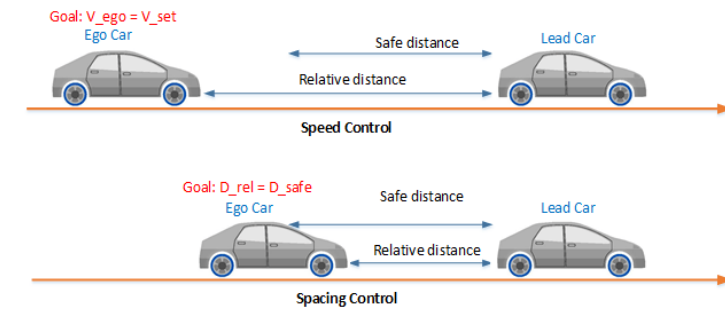 Goal: V_ego = V_set
Ego Car
Safe distance
Lead Car
Relative distance
Speed Control
Goal: D_rel = D_safe
Ego Car
Safe distance
Lead Car
Relative distance
Spacing Control